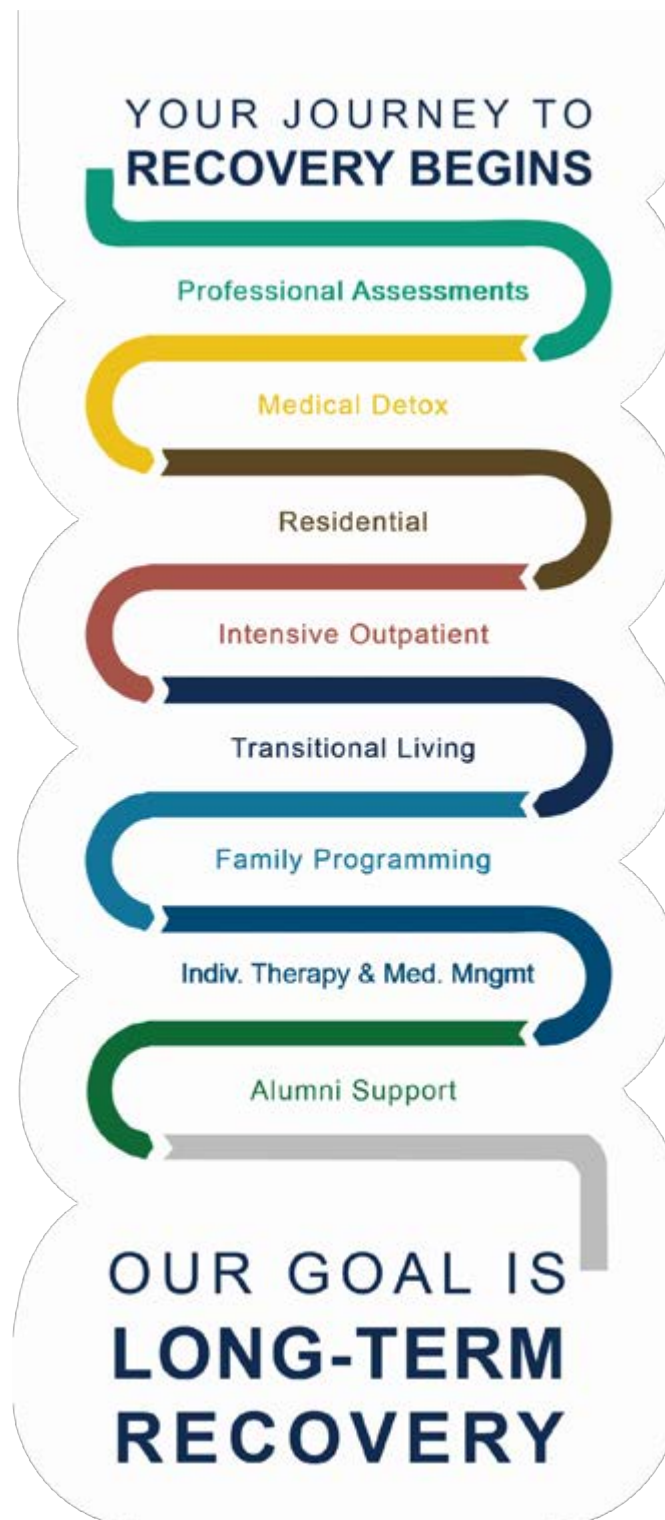 YOUR JOURNEY TO
RECOVERY BEGINS
Professional Assessments
Medical Detox
Residential
Intensive Outpatient
Transitional Living
Family Programming
Indiv. Therapy & Med. Mngmt
Alumni Support
OUR GOAL IS
LONG-TERM
RECOVERY